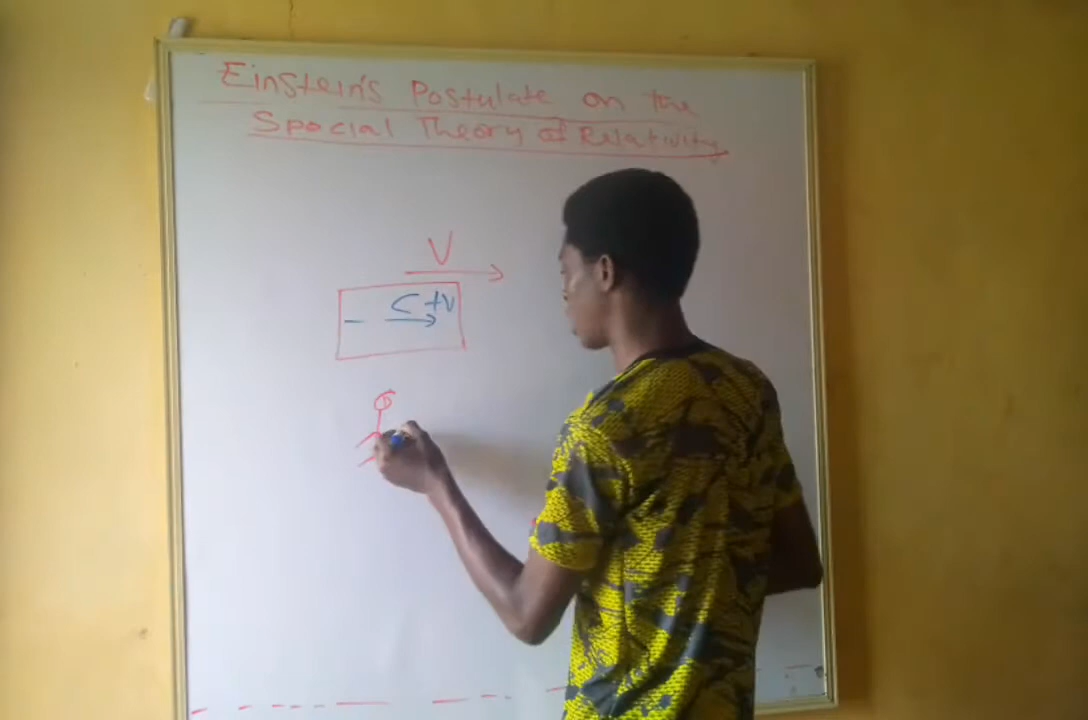 Einstein's Postulate on the
Special Theory of Relativity
V
C+V